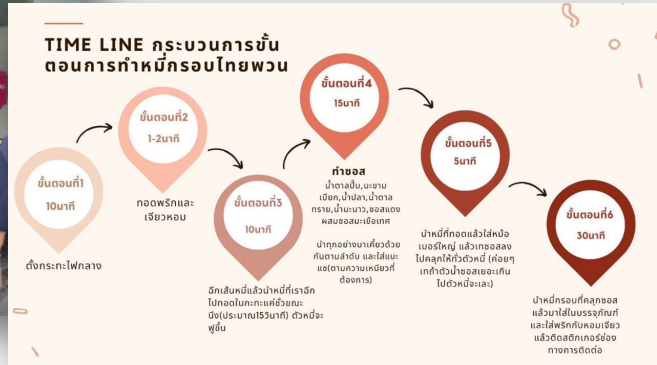 TIME LINE กระบวนการขั้น
ตอนการทำหมี่กรอบไทยพวน
ขั้นตอนที่1
10นาที
ตั้งกระทะไฟกลาง
ขั้นตอนที่2
1-2นาที
ทอดพริกและ
เจียวหอม
ขั้นตอนที่3
10นาที
ฉีกเส้นหมี่แล้วนำหมี่ที่เราฉีก
ไปทอดในกะทะแค่ชั่วขณะ
นึง(ประมาณ15วินาที) ตัวหมี่จะ
ฟูขึ้น
ขั้นตอนที่4
15นาที
ทำซอส
น้ำตาลปี๊บ,มะขาม
เปียก,น้ำปลา,น้ำตาล
ทราย,น้ำมะนาว,ซอสแดง
ผสมซอสมะเขือเทศ
นำทุกอย่างมาเคี่ยวด้วย
กันตามลำดับ และใส่แบะ
แซ(ตามความเหนียวที่
ต้องการ)
ขั้นตอนที่5
5นาที
นำหมี่ที่ทอดแล้วใส่หม้อ
เบอร์ใหญ่ แล้วเทซอสลง
ไปคลุกให้ทั่วตัวหมี่ (ค่อยๆ
เทถ้าตัวน้ำซอสเยอะเกิน
ไปตัวหมี่จะเละ)
ขั้นตอนที่6
30นาที
นำหมี่กรอบที่คลุกซอส
แล้วมาใส่ในบรรจุภัณฑ์
และใส่พริกกับหอมเจียว
แล้วติดสติกเกอร์ช่อง
ทางการติดต่อ